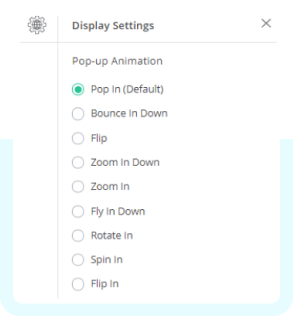 Display Settings
Pop-up Animation
Pop In (Default)
Bounce In Down
Flip
Zoom In Down
Zoom In
Fly In Down
Rotate In
Spin In
Flip In